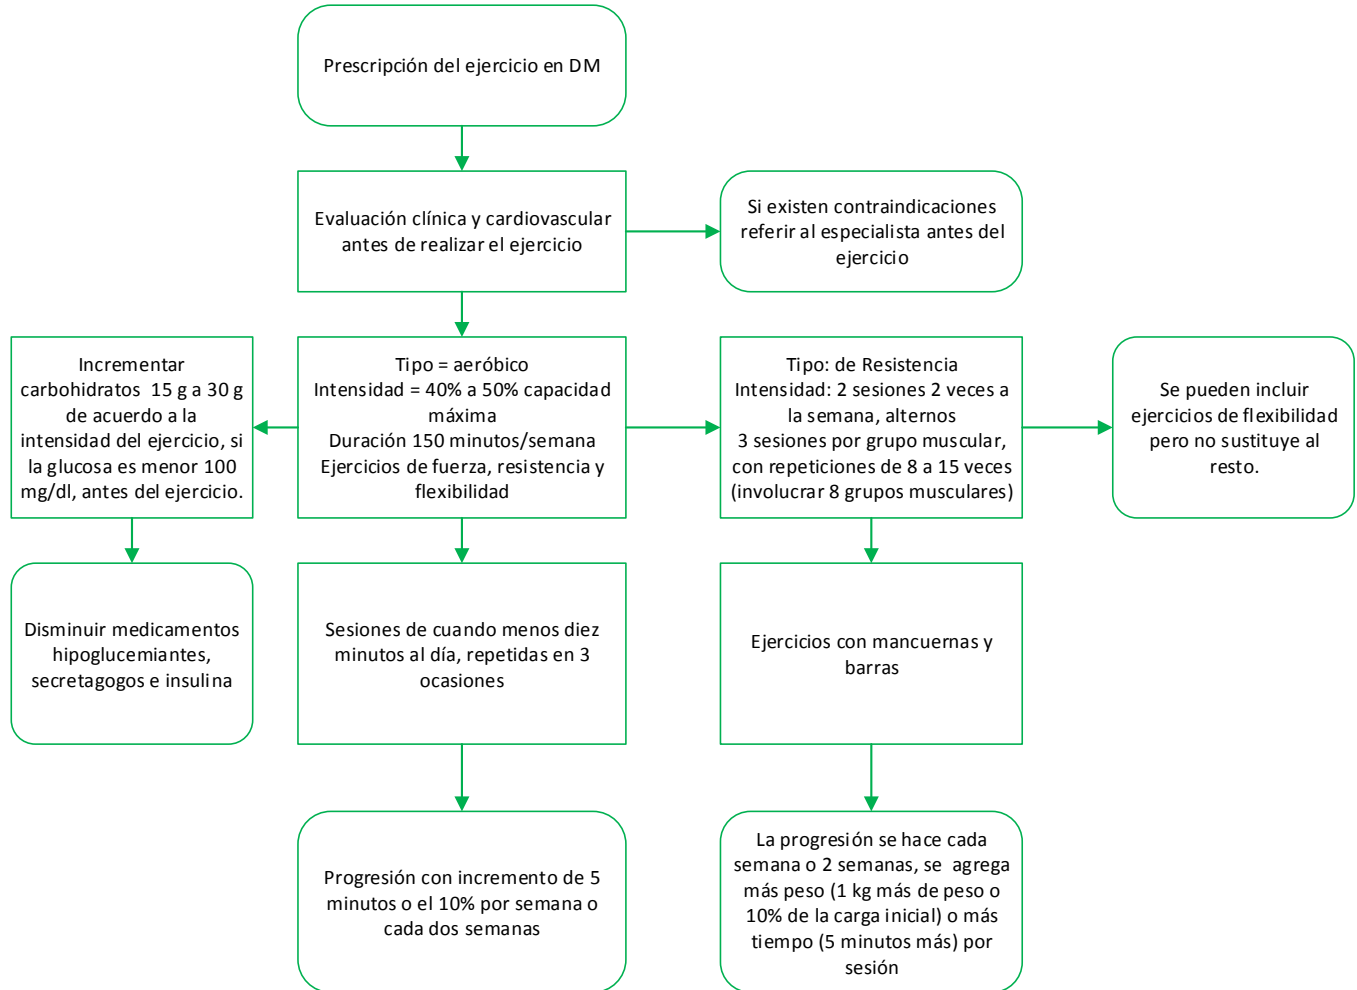 Prescripción del ejercicio en DM
Evaluación clínica y cardiovascular
antes de realizar el ejercicio
Si existen contraindicaciones
referir al especialista antes del
ejercicio
Incrementar
carbohidratos 15 g a 30 g
de acuerdo a la
intensidad del ejercicio, si
la glucosa es menor 100
mg/dl, antes del ejercicio.
Tipo = aeróbico
Intensidad = 40% a 50% capacidad
máxima
Duración 150 minutos/semana
Ejercicios de fuerza, resistencia y
flexibilidad
Tipo: de Resistencia
Intensidad: 2 sesiones 2 veces a
la semana, alternos
3 sesiones por grupo muscular,
con repeticiones de 8 a 15 veces
(involucrar 8 grupos musculares)
Se pueden incluir
ejercicios de flexibilidad
pero no sustituye al
resto.
Disminuir medicamentos
hipoglucemiantes,
secretagogos e insulina
Sesiones de cuando menos diez
minutos al día, repetidas en 3
ocasiones
Ejercicios con mancuernas y
barras
Progresión con incremento de 5
minutos o el 10% por semana o
cada dos semanas
La progresión se hace cada
semana o 2 semanas, se agrega
más peso (1 kg más de peso o
10% de la carga inicial) o más
tiempo (5 minutos más) por
sesión